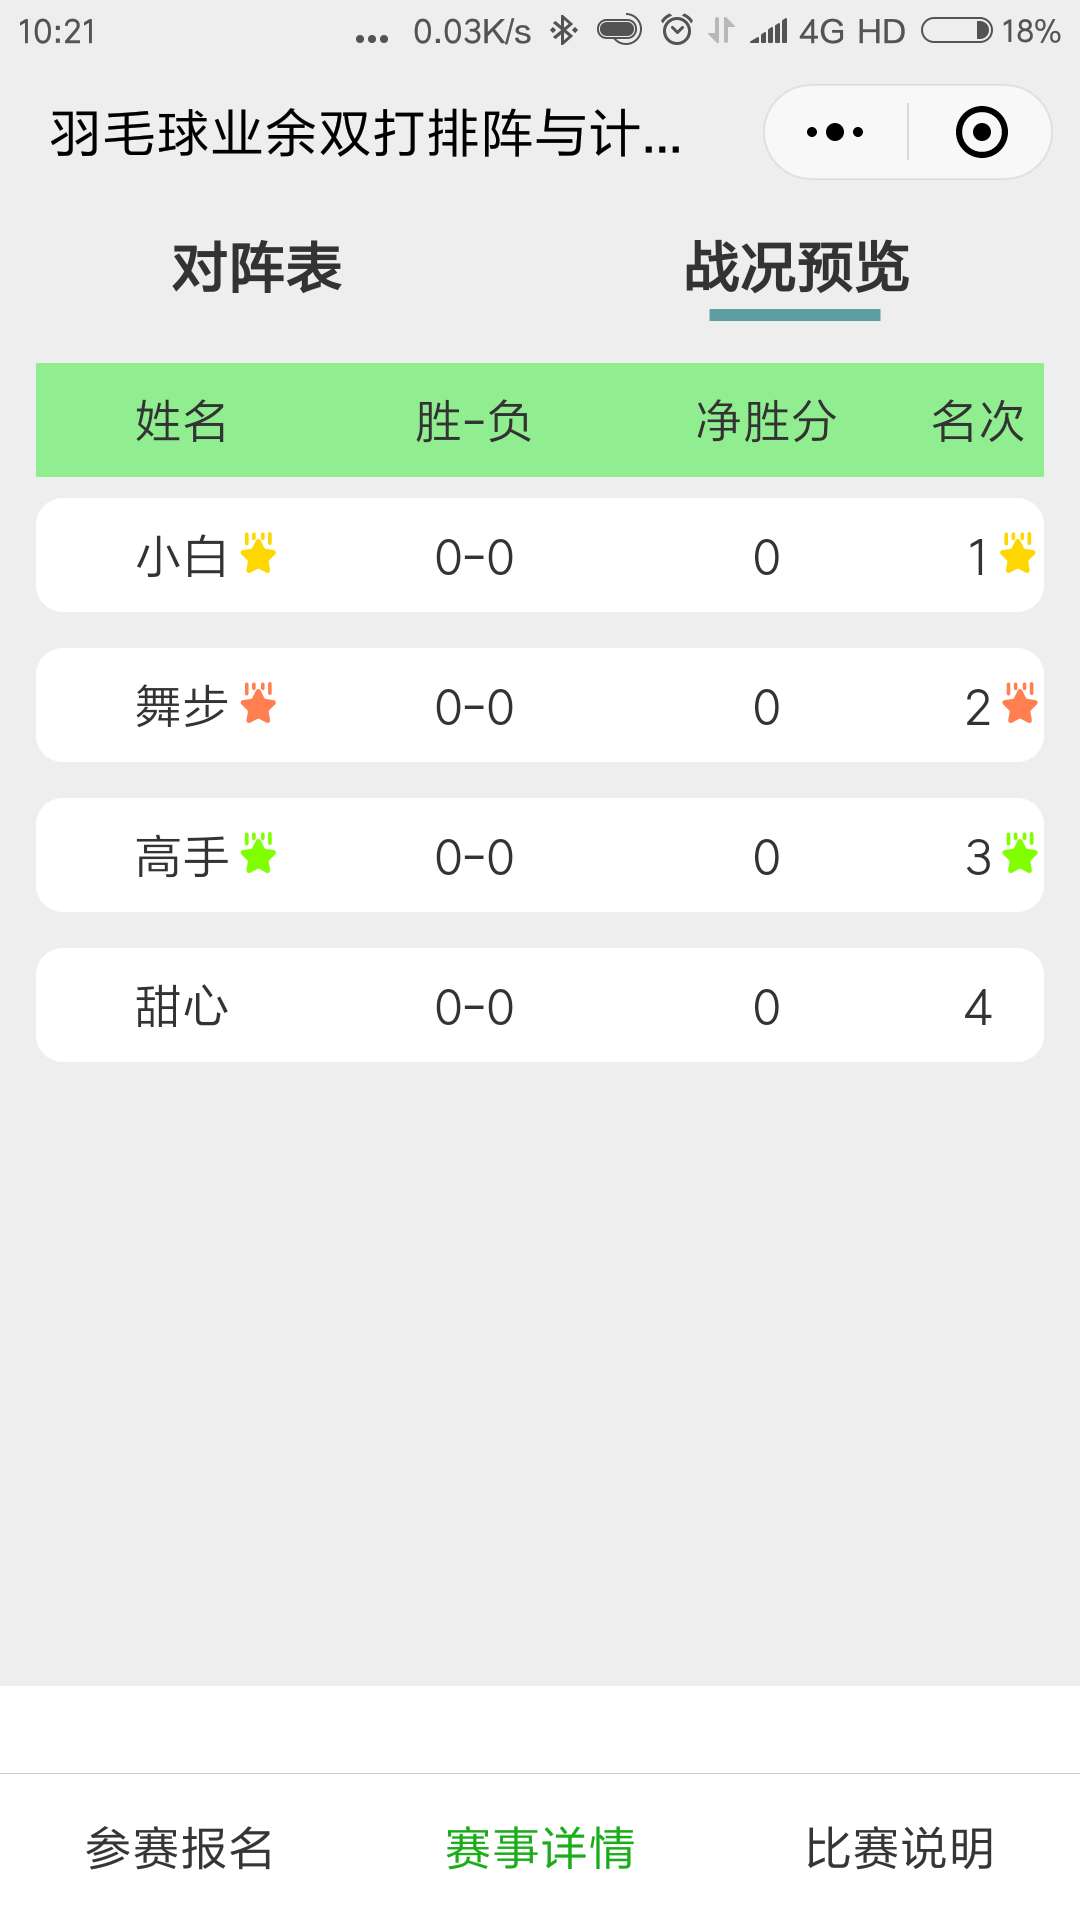 10:21 ... 0.03K/s 4G HD 18%
羽毛球业余双打排阵与计...
对阵表 战况预览
姓名 胜-负 净胜分 名次
小白 0-0 0 1
舞步 0-0 0 2
高手 0-0 0 3
甜心 0-0 0 4
参赛报名 赛事详情 比赛说明